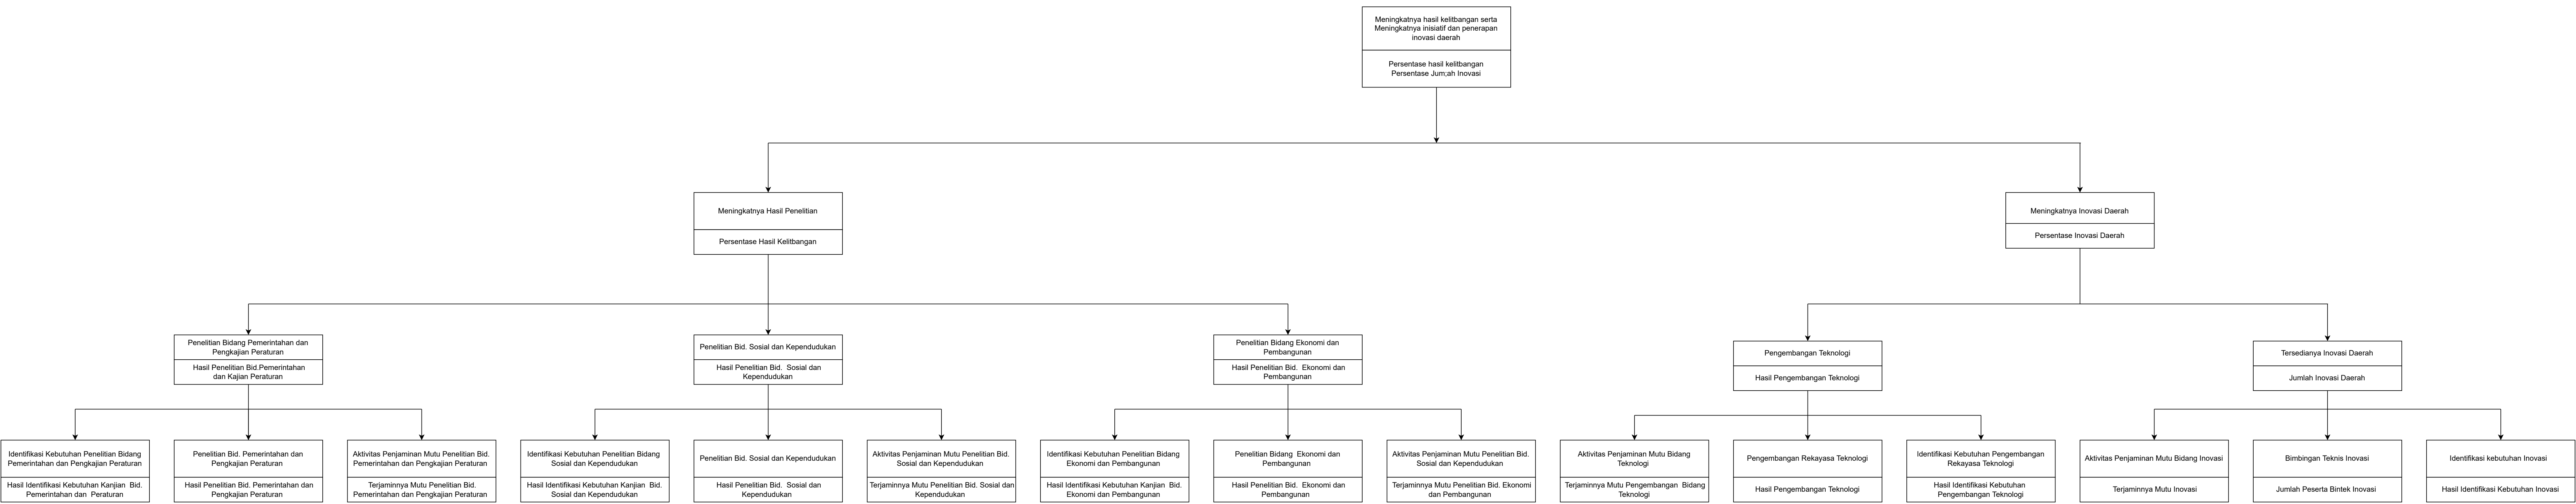 Meningkatnya hasil kelitbangan serta
Meningkatnya inisiatif dan penerapan
inovasi daerah
Persentase hasil kelitbangan
Persentase Jum;ah Inovasi
Meningkatnya Hasil Penelitian
Persentase Hasil Kelitbangan
Meningkatnya Inovasi Daerah
Persentase Inovasi Daerah
Penelitian Bidang Pemerintahan dan
Pengkajian Peraturan
Hasil Penelitian Bid.Pemerintahan
dan Kajian Peraturan
Penelitian Bid. Sosial dan Kependudukan
Hasil Penelitian Bid.  Sosial dan
Kependudukan
Penelitian Bidang Ekonomi dan
Pembangunan
Hasil Penelitian Bid.  Ekonomi dan
Pembangunan
Pengembangan Teknologi
Hasil Pengembangan Teknologi
Tersedianya Inovasi Daerah
Jumlah Inovasi Daerah
Identifikasi Kebutuhan Penelitian Bidang
Pemerintahan dan Pengkajian Peraturan
Hasil Identifikasi Kebutuhan Kanjian  Bid.
Pemerintahan dan  Peraturan
Penelitian Bid. Pemerintahan dan
Pengkajian Peraturan
Hasil Penelitian Bid. Pemerintahan dan
Pengkajian Peraturan
Aktivitas Penjaminan Mutu Penelitian Bid.
Pemerintahan dan Pengkajian Peraturan
Terjaminnya Mutu Penelitian Bid.
Pemerintahan dan Pengkajian Peraturan
Identifikasi Kebutuhan Penelitian Bidang
Sosial dan Kependudukan
Hasil Identifikasi Kebutuhan Kanjian  Bid.
Sosial dan Kependudukan
Penelitian Bid. Sosial dan Kependudukan
Hasil Penelitian Bid.  Sosial dan
Kependudukan
Aktivitas Penjaminan Mutu Penelitian Bid.
Sosial dan Kependudukan
Terjaminnya Mutu Penelitian Bid. Sosial dan
Kependudukan
Identifikasi Kebutuhan Penelitian Bidang
Ekonomi dan Pembangunan
Hasil Identifikasi Kebutuhan Kanjian  Bid.
Ekonomi dan Pembangunan
Penelitian Bidang  Ekonomi dan
Pembangunan
Hasil Penelitian Bid.  Ekonomi dan
Pembangunan
Aktivitas Penjaminan Mutu Penelitian Bid.
Sosial dan Kependudukan
Terjaminnya Mutu Penelitian Bid. Ekonomi
dan Pembangunan
Aktivitas Penjaminan Mutu Bidang
Teknologi
Terjaminnya Mutu Pengembangan  Bidang
Teknologi
Pengembangan Rekayasa Teknologi
Hasil Pengembangan Teknologi
Identifikasi Kebutuhan Pengembangan
Rekayasa Teknologi
Hasil Identifikasi Kebutuhan
Pengembangan Teknologi
Aktivitas Penjaminan Mutu Bidang Inovasi
Terjaminnya Mutu Inovasi
Bimbingan Teknis Inovasi
Jumlah Peserta Bintek Inovasi
Identifikasi kebutuhan Inovasi
Hasil Identifikasi Kebutuhan Inovasi